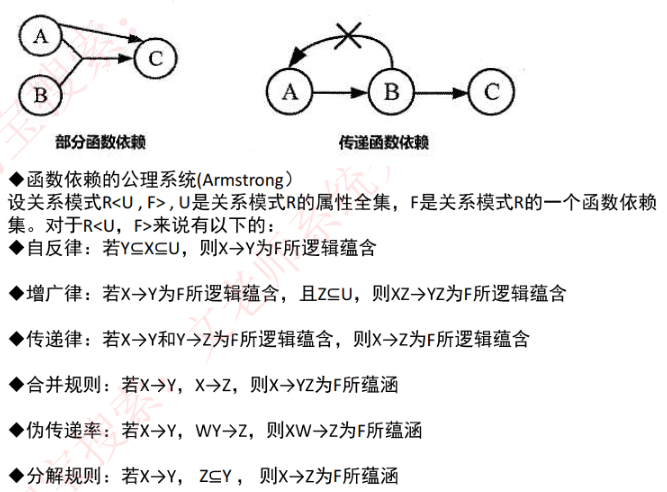 A
B
C
A
B
C
部分函数依赖
传递函数依赖
◆函数依赖的公理系统(Armstrong）
设关系模式R<U , F> , U是关系模式R的属性全集，F是关系模式R的一个函数依赖
集。对于R<U，F>来说有以下的：
◆自反律：若Y⊆X⊆U，则X→Y为F所逻辑蕴含
◆增广律：若X→Y为F所逻辑蕴含，且Z⊆U，则XZ→YZ为F所逻辑蕴含
◆传递律：若X→Y和Y→Z为F所逻辑蕴含，则X→Z为F所逻辑蕴含
◆合并规则：若X→Y，X→Z，则X→YZ为F所蕴涵
◆伪传递率：若X→Y，WY→Z，则XW→Z为F所蕴涵
◆分解规则：若X→Y， Z⊆Y ， 则X→Z为F所蕴涵